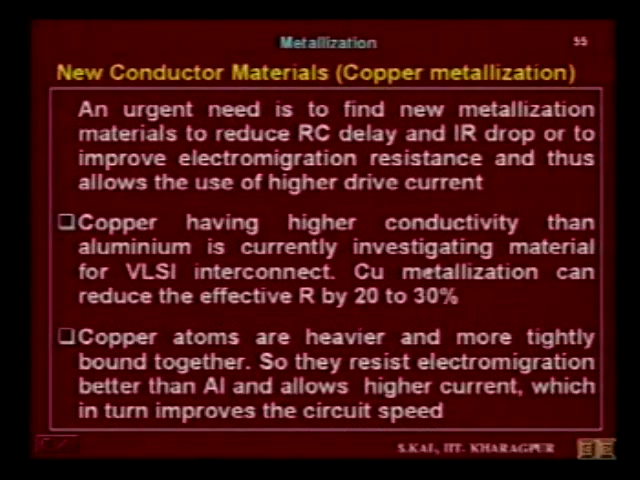 Metallization
55
New Conductor Materials (Copper metallization)
An urgent need is to find new metallization
materials to reduce RC delay and IR drop or to
improve electromigration resistance and thus
allows the use of higher drive current
Copper having higher conductivity than
aluminium is currently investigating material
for VLSI interconnect. Cu metallization can
reduce the effective R by 20 to 30%
Copper atoms are heavier and more tightly
bound together. So they resist electromigration
better than Al and allows higher current, which
in turn improves the circuit speed
S.KAL, IIT- KHARAGPUR